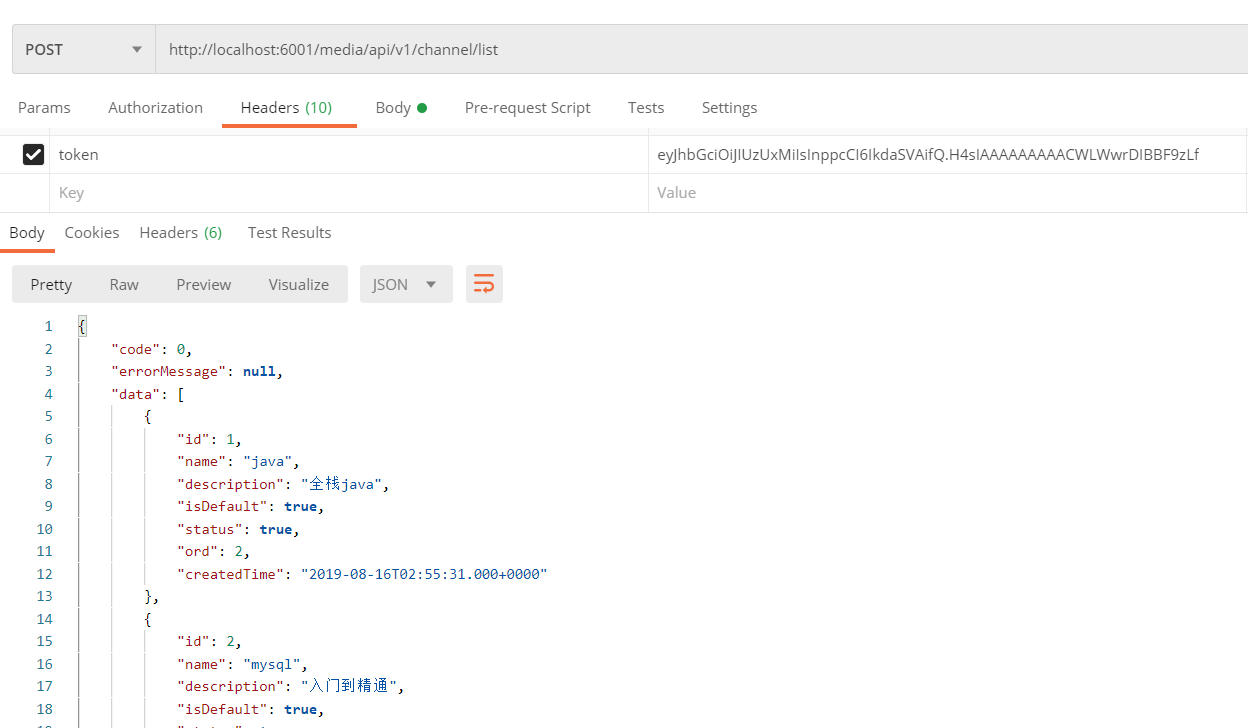 POST http://localhost:6001/media/api/v1/channel/list
Params Authorization Headers (10) Body Pre-request Script Tests Settings
token eyJhbGciOiJIUzUxMiIsInppcCI6IkdaSVAifQ.H4sIAAAAAAAAACWLWwrDIBBF9zLf
Key Value
Body Cookies Headers (6) Test Results
Pretty Raw Preview Visualize JSON
1 {
2 "code": 0,
3 "errorMessage": null,
4 "data": [
5 {
6 "id": 1,
7 "name": "java",
8 "description": "全栈java",
9 "isDefault": true,
10 "status": true,
11 "ord": 2,
12 "createdTime": "2019-08-16T02:55:31.000+0000"
13 },
14 {
15 "id": 2,
16 "name": "mysql",
17 "description": "入门到精通",
18 "isDefault": true,